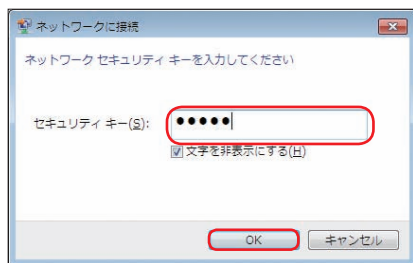 ネットワークに接続
ネットワーク セキュリティ キーを入力してください
セキュリティ キー(S): ●●●●●
文字を非表示にする(H)
OK キャンセル